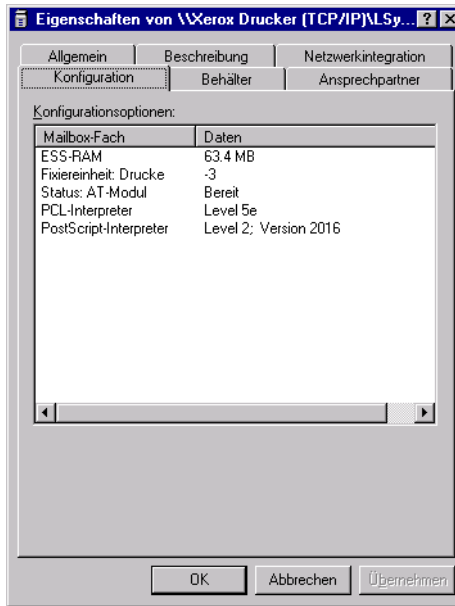 Eigenschaften von \\Xerox Drucker (TCP/IP)\LSy...
Allgemein Beschreibung Netzwerkintegration
Konfiguration Behälter Ansprechpartner
Konfigurationsoptionen:
Mailbox-Fach Daten
ESS-RAM 63.4 MB
Fixiereinheit: Drucke -3
Status: AT-Modul Bereit
PCL-Interpreter Level 5e
PostScript-Interpreter Level 2; Version 2016
OK Abbrechen Übernehmen